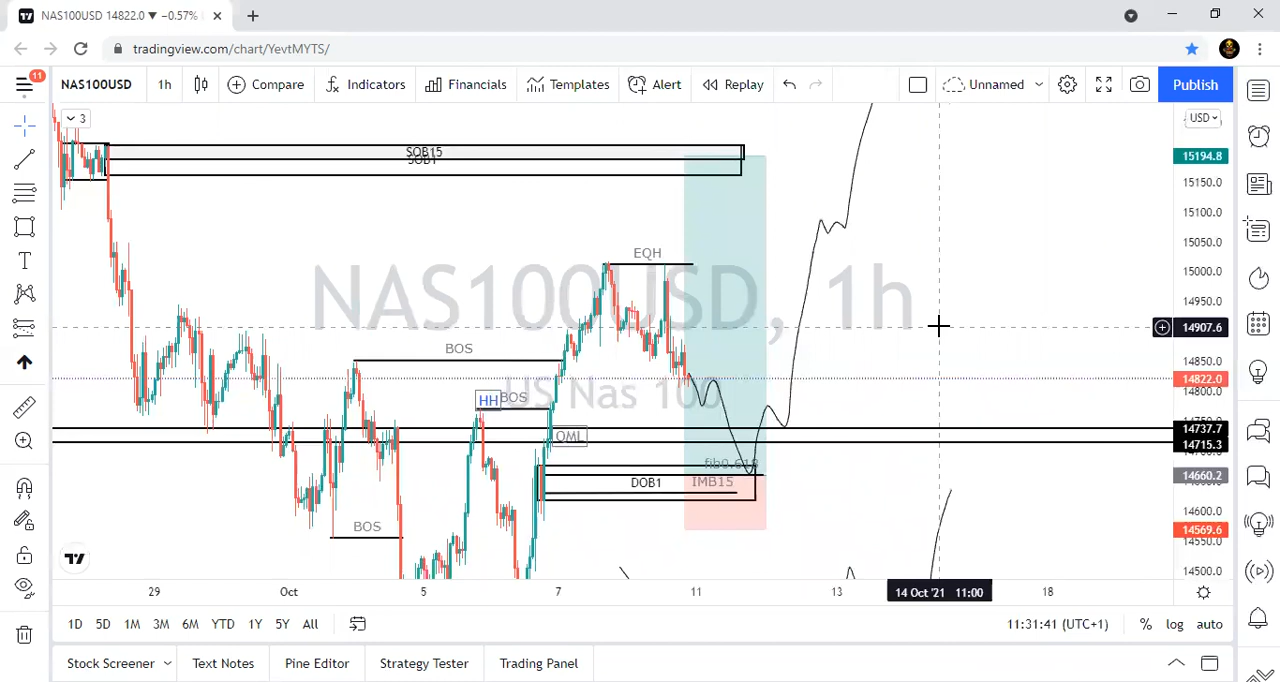 NAS100USD 14822.0 ▼ −0.57%
tradingview.com/chart/YevtMYTS/
11
NAS100USD
1h
Compare
Indicators
Financials
Templates
Alert
Replay
Unnamed
Publish
3
USD
SOB15
SOB1
15194.8
15150.0
15100.0
15050.0
EQH
15000.0
NAS100USD, 1h
14950.0
14907.6
BOS
14850.0
14822.0
US Nas 100
14800.0
HH
BOS
QML
14737.7
14715.3
fib0.618
14660.2
DOB1
IMB15
14600.0
BOS
14569.6
14550.0
14500.0
29
Oct
5
7
11
13
14 Oct '21 11:00
18
1D
5D
1M
3M
6M
YTD
1Y
5Y
All
11:31:41 (UTC+1)
%
log
auto
Stock Screener
Text Notes
Pine Editor
Strategy Tester
Trading Panel